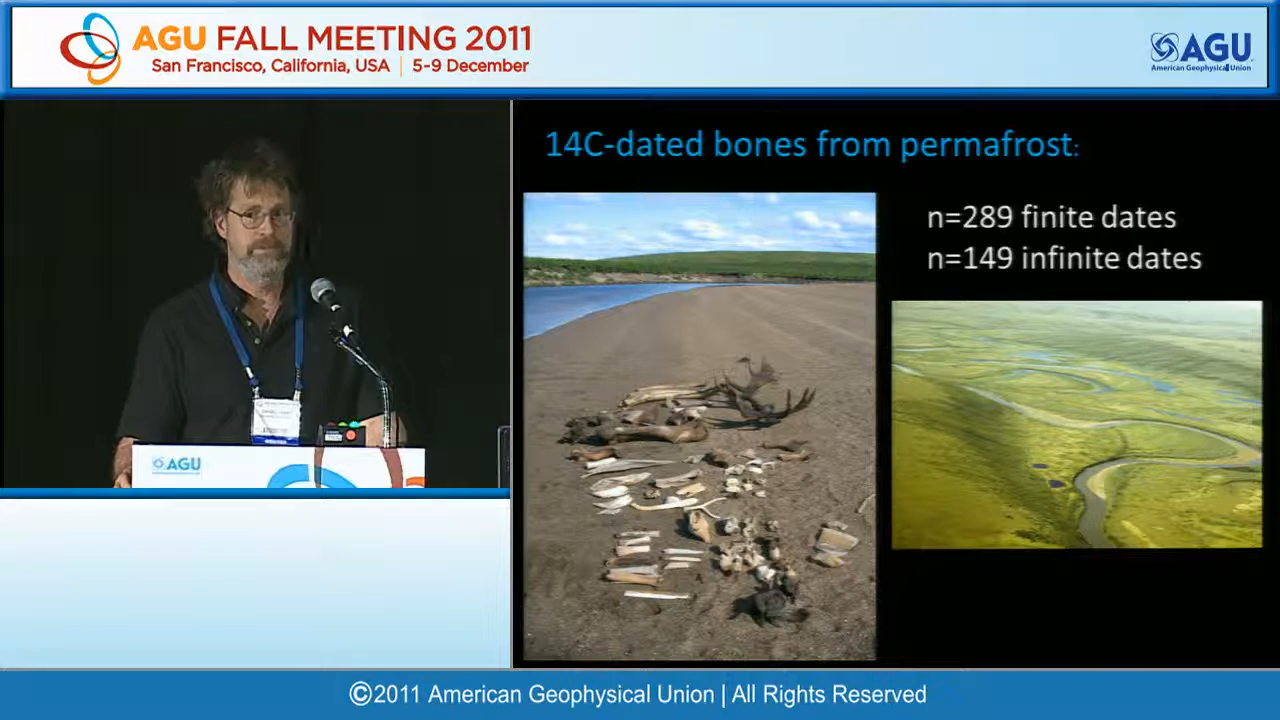 AGU FALL MEETING 2011
San Francisco, California, USA | 5-9 December
AGU
American Geophysical Union
14C-dated bones from permafrost:
n=289 finite dates
n=149 infinite dates
AGU
©2011 American Geophysical Union | All Rights Reserved